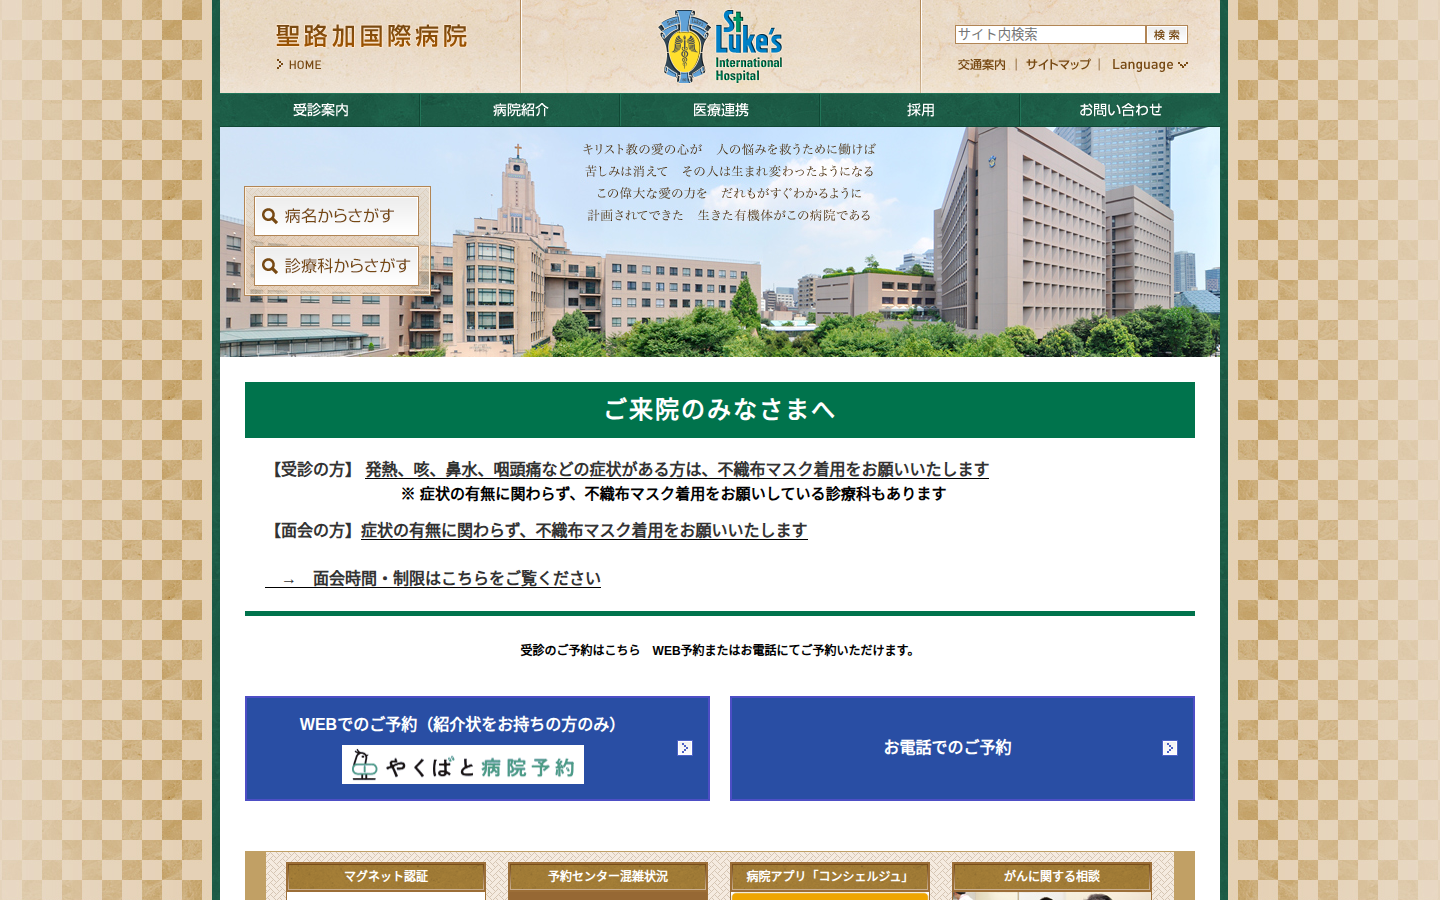 聖路加国際病院
HOME
St Luke's
International
Hospital
サイト内検索
検索
交通案内 | サイトマップ | Language
受診案内
病院紹介
医療連携
採用
お問い合わせ
キリスト教の愛の心が　人の悩みを救うために働けば
苦しみは消えて　その人は生まれ変わったようになる
この偉大な愛の力を　だれもがすぐわかるように
計画されてできた　生きた有機体がこの病院である
病名からさがす
診療科からさがす
ご来院のみなさまへ
【受診の方】 発熱、咳、鼻水、咽頭痛などの症状がある方は、不織布マスク着用をお願いいたします
※ 症状の有無に関わらず、不織布マスク着用をお願いしている診療科もあります
【面会の方】症状の有無に関わらず、不織布マスク着用をお願いいたします
→　面会時間・制限はこちらをご覧ください
受診のご予約はこちら　WEB予約またはお電話にてご予約いただけます。
WEBでのご予約（紹介状をお持ちの方のみ）
やくばと病院予約
お電話でのご予約
マグネット認証
予約センター混雑状況
病院アプリ「コンシェルジュ」
がんに関する相談